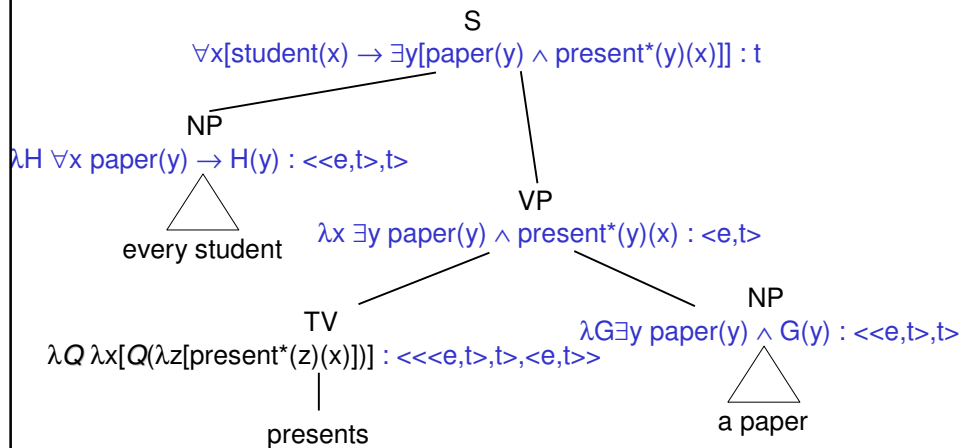 S
∀x[student(x) → ∃y[paper(y) ∧ present*(y)(x)]] : t
NP
λH ∀x paper(y) → H(y) : <<e,t>,t>
every student
VP
λx ∃y paper(y) ∧ present*(y)(x) : <e,t>
TV
λQ λx[Q(λz[present*(z)(x)])] : <<<e,t>,t>,<e,t>>
presents
NP
λG∃y paper(y) ∧ G(y) : <<e,t>,t>
a paper